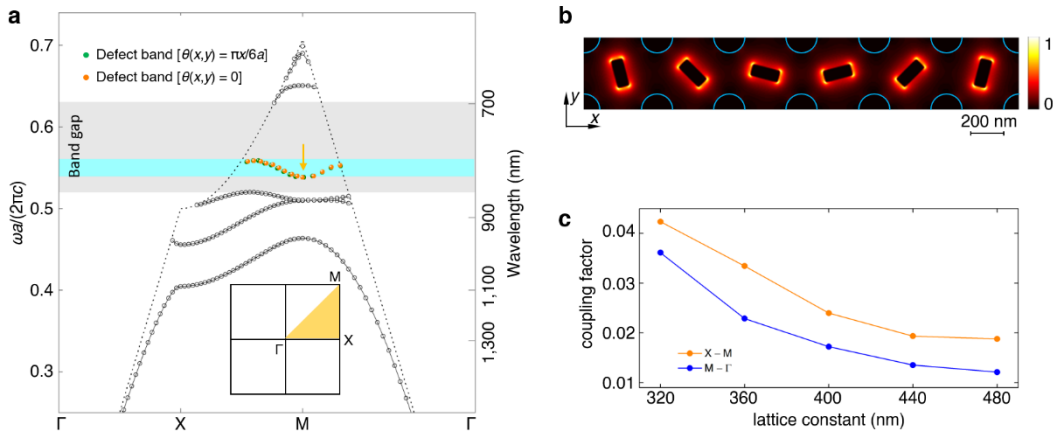 a
0.7
0.6
0.5
0.4
0.3
ωa/(2πc)
Defect band [θ(x,y) = πx/6a]
Defect band [θ(x,y) = 0]
Band gap
700
900
1,100
1,300
Wavelength (nm)
M
Γ
X
Γ X M Γ
b
y
x
200 nm
1
0
c
0.04
0.03
0.02
0.01
coupling factor
X – M
M – Γ
320 360 400 440 480
lattice constant (nm)